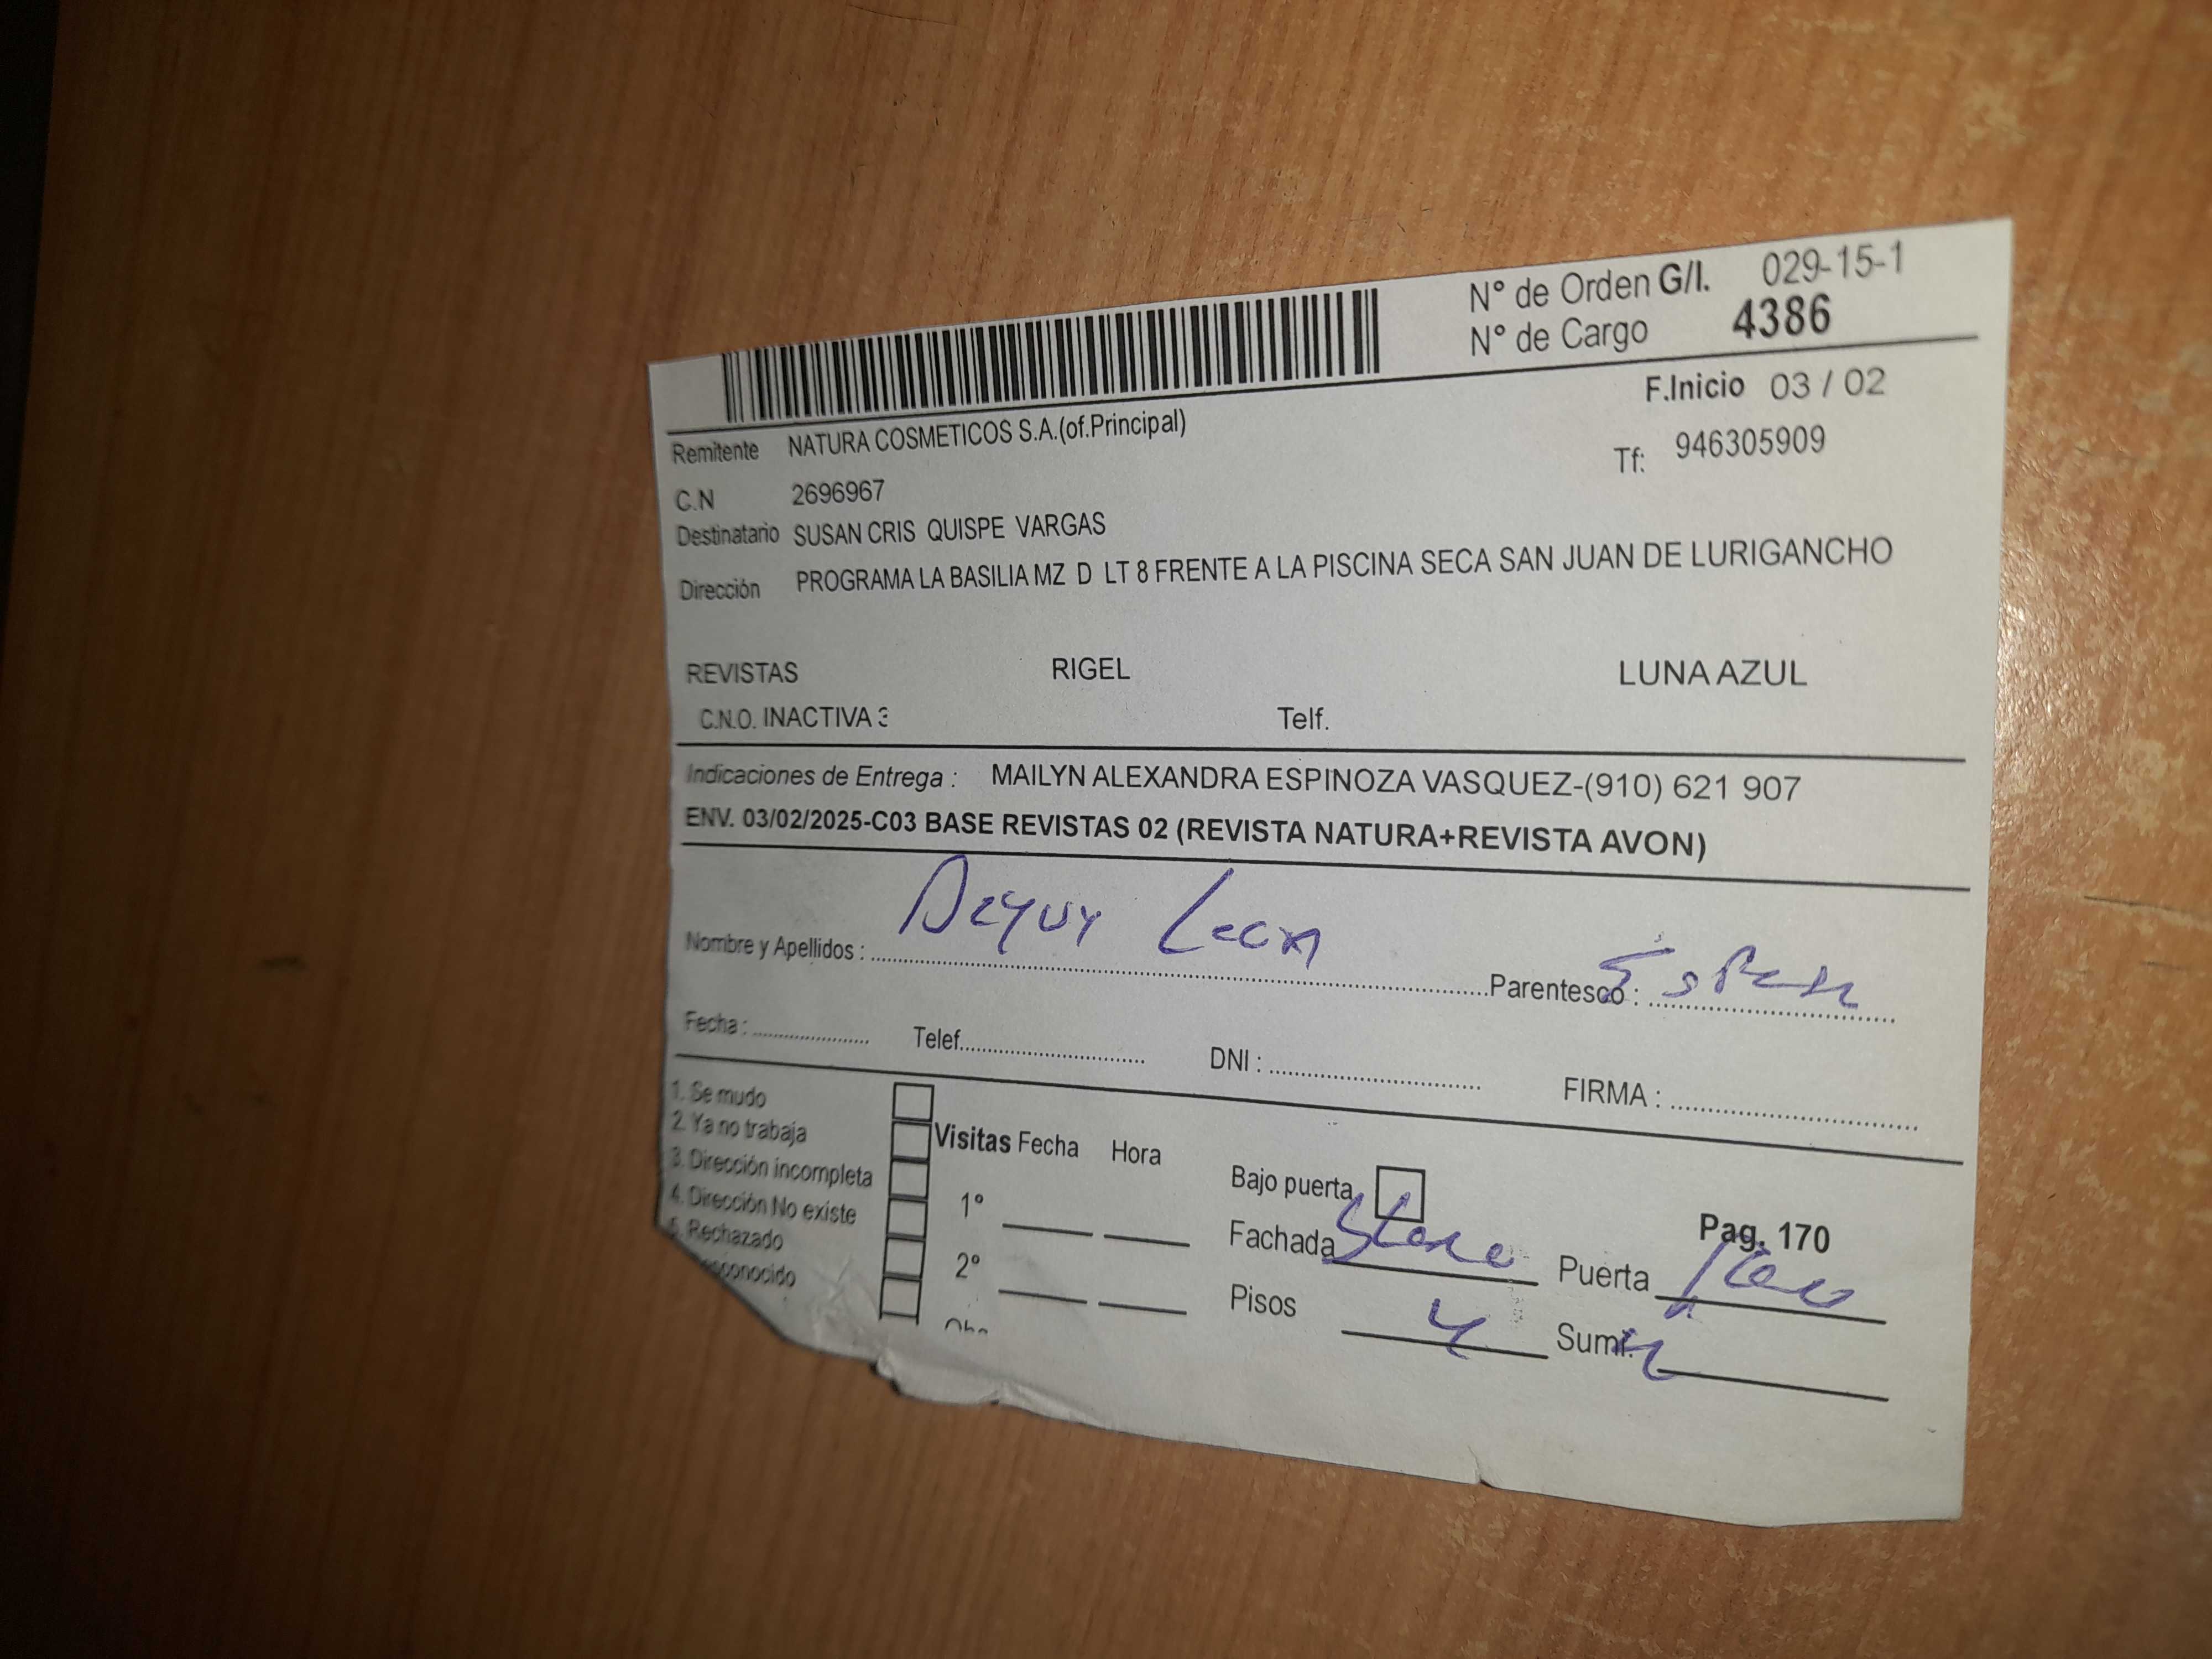 N° de Orden G/I. 029-15-1
N° de Cargo 4386
F.Inicio 03 / 02
Remitente NATURA COSMETICOS S.A.(of.Principal)
Tf: 946305909
C.N 2696967
Destinatario SUSAN CRIS QUISPE VARGAS
Dirección PROGRAMA LA BASILIA MZ D LT 8 FRENTE A LA PISCINA SECA SAN JUAN DE LURIGANCHO
REVISTAS RIGEL LUNA AZUL
C.N.O. INACTIVA 3 Telf.
Indicaciones de Entrega : MAILYN ALEXANDRA ESPINOZA VASQUEZ-(910) 621 907
ENV. 03/02/2025-C03 BASE REVISTAS 02 (REVISTA NATURA+REVISTA AVON)
Nombre y Apellidos : Leon Parentesco :
Fecha : Telef. DNI : FIRMA :
1. Se mudo
2. Ya no trabaja
3. Dirección incompleta
4. Dirección No existe
5. Rechazado
Visitas Fecha Hora
1°
2°
Bajo puerta
Pag. 170
Fachada Puerta
Pisos 4 Sumi.